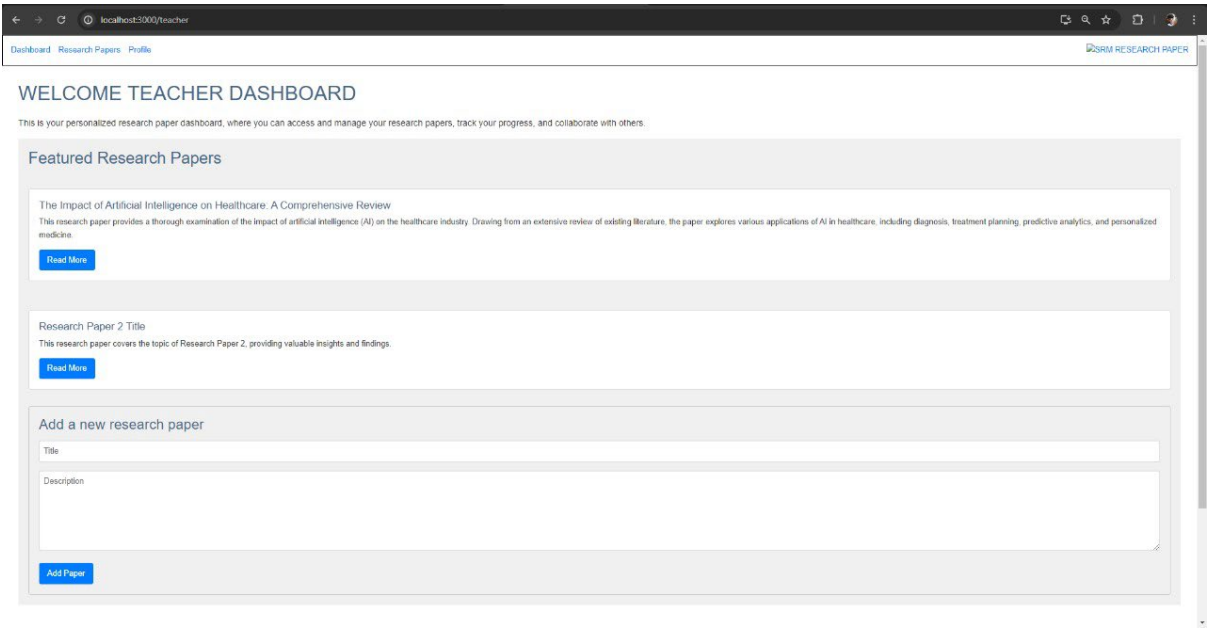 localhost:3000/teacher
Dashboard Research Papers Profile
SRM RESEARCH PAPER
WELCOME TEACHER DASHBOARD
This is your personalized research paper dashboard, where you can access and manage your research papers, track your progress, and collaborate with others.
Featured Research Papers
The Impact of Artificial Intelligence on Healthcare: A Comprehensive Review
This research paper provides a thorough examination of the impact of artificial intelligence (AI) on the healthcare industry. Drawing from an extensive review of existing literature, the paper explores various applications of AI in healthcare, including diagnosis, treatment planning, predictive analytics, and personalized
medicine.
Read More
Research Paper 2 Title
This research paper covers the topic of Research Paper 2, providing valuable insights and findings.
Read More
Add a new research paper
Title
Description
Add Paper